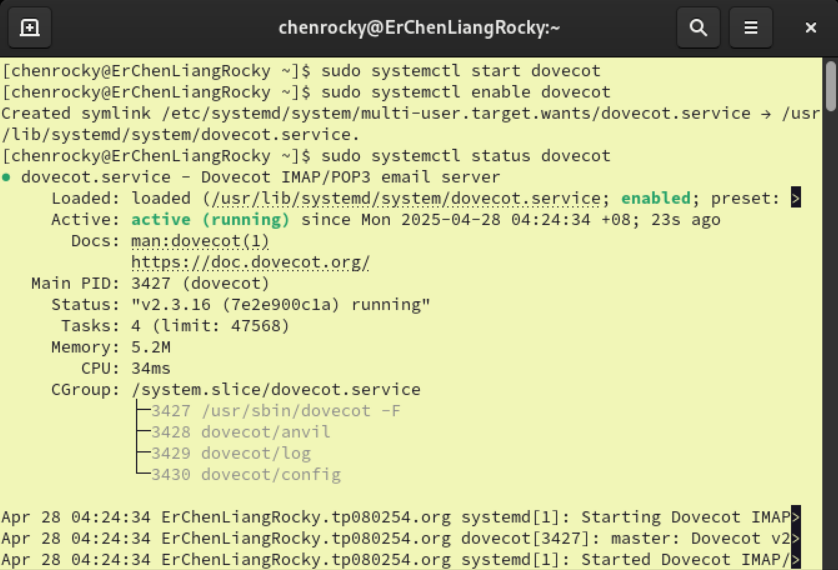 chenrocky@ErChenLiangRocky:~
[chenrocky@ErChenLiangRocky ~]$ sudo systemctl start dovecot
[chenrocky@ErChenLiangRocky ~]$ sudo systemctl enable dovecot
Created symlink /etc/systemd/system/multi-user.target.wants/dovecot.service → /usr
/lib/systemd/system/dovecot.service.
[chenrocky@ErChenLiangRocky ~]$ sudo systemctl status dovecot
● dovecot.service - Dovecot IMAP/POP3 email server
     Loaded: loaded (/usr/lib/systemd/system/dovecot.service; enabled; preset: >
     Active: active (running) since Mon 2025-04-28 04:24:34 +08; 23s ago
       Docs: man:dovecot(1)
             https://doc.dovecot.org/
   Main PID: 3427 (dovecot)
     Status: "v2.3.16 (7e2e900c1a) running"
      Tasks: 4 (limit: 47568)
     Memory: 5.2M
        CPU: 34ms
     CGroup: /system.slice/dovecot.service
             ├─3427 /usr/sbin/dovecot -F
             ├─3428 dovecot/anvil
             ├─3429 dovecot/log
             └─3430 dovecot/config
Apr 28 04:24:34 ErChenLiangRocky.tp080254.org systemd[1]: Starting Dovecot IMAP>
Apr 28 04:24:34 ErChenLiangRocky.tp080254.org dovecot[3427]: master: Dovecot v2>
Apr 28 04:24:34 ErChenLiangRocky.tp080254.org systemd[1]: Started Dovecot IMAP/>